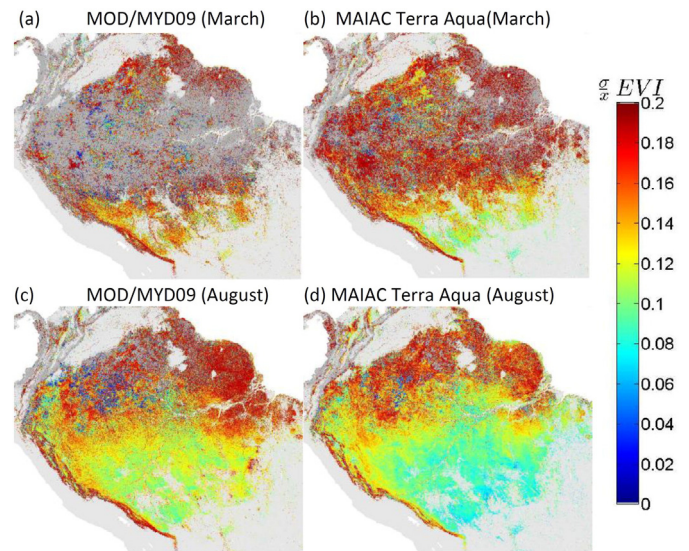 (a) MOD/MYD09 (March)
(b) MAIAC Terra Aqua(March)
σ/x EVI
0.2
0.18
0.16
0.14
0.12
0.1
0.08
0.06
0.04
0.02
0
(c) MOD/MYD09 (August)
(d) MAIAC Terra Aqua (August)